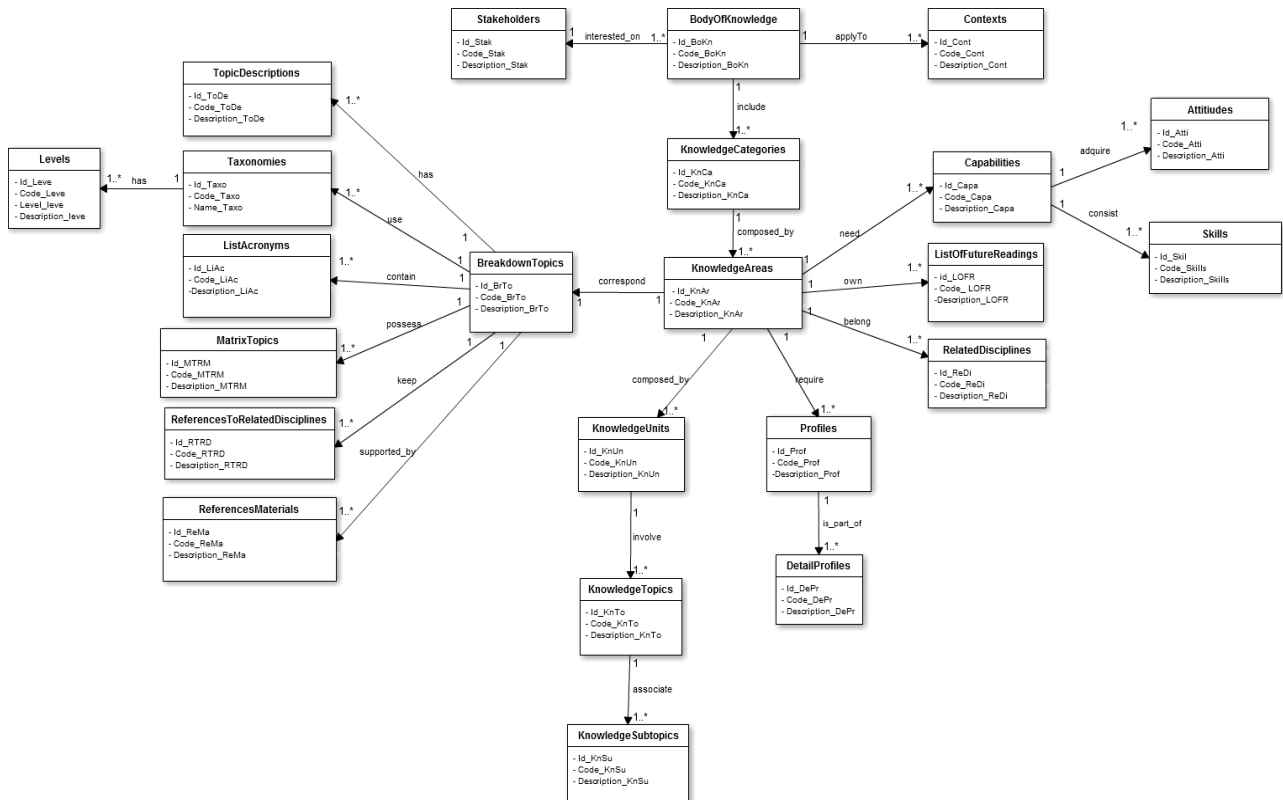 Stakeholders
- Id_Stak
- Code_Stak
- Description_Stak
1
interested_on
1..*
BodyOfKnowledge
- Id_BoKn
- Code_BoKn
- Description_BoKn
1
applyTo
1..*
Contexts
- Id_Cont
- Code_Cont
- Description_Cont
1
include
1..*
TopicDescriptions
- Id_ToDe
- Code_ToDe
- Description_ToDe
1..*
has
1
Levels
- Id_Leve
- Code_Leve
- Level_leve
- Description_leve
1..*
has
1
Taxonomies
- Id_Taxo
- Code_Taxo
- Name_Taxo
1..*
use
1
KnowledgeCategories
- Id_KnCa
- Code_KnCa
- Description_KnCa
1
composed_by
1..*
Capabilities
- Id_Capa
- Code_Capa
- Description_Capa
1..*
need
1
1
adquire
1..*
Attitiudes
- Id_Atti
- Code_Atti
- Description_Atti
1
consist
1..*
Skills
- Id_Skil
- Code_Skills
- Description_Skills
ListAcronyms
- Id_LiAc
- Code_LiAc
-Description_LiAc
1..*
contain
1
BreakdownTopics
- Id_BrTo
- Code_BrTo
- Description_BrTo
1
correspond
1
KnowledgeAreas
- Id_KnAr
- Code_KnAr
- Description_KnAr
1
own
1..*
ListOfFutureReadings
- id_LOFR
- Code_ LOFR
-Description_LOFR
1
belong
1..*
RelatedDisciplines
- Id_ReDi
- Code_ReDi
- Description_ReDi
MatrixTopics
- Id_MTRM
- Code_MTRM
- Description_MTRM
1..*
possess
1
ReferencesToRelatedDisciplines
- Id_RTRD
- Code_RTRD
- Description_RTRD
1..*
keep
1
ReferencesMaterials
- Id_ReMa
- Code_ReMa
- Description_ReMa
1..*
supported_by
1
1
composed_by
1..*
KnowledgeUnits
- Id_KnUn
- Code_KnUn
- Description_KnUn
1
require
1..*
Profiles
- Id_Prof
- Code_Prof
-Description_Prof
1
involve
1..*
1
is_part_of
1..*
DetailProfiles
- Id_DePr
- Code_DePr
- Description_DePr
KnowledgeTopics
- Id_KnTo
- Code_KnTo
- Description_KnTo
1
associate
1..*
KnowledgeSubtopics
- Id_KnSu
- Code_KnSu
- Description_KnSu